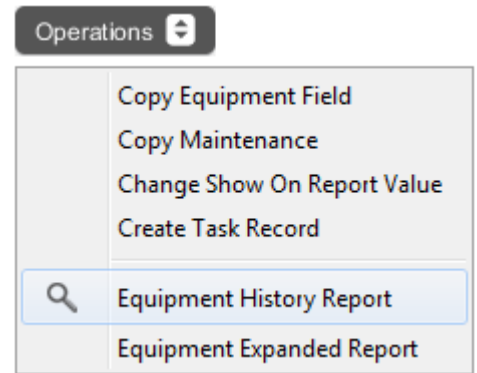 Operations
Copy Equipment Field
Copy Maintenance
Change Show On Report Value
Create Task Record
Equipment History Report
Equipment Expanded Report